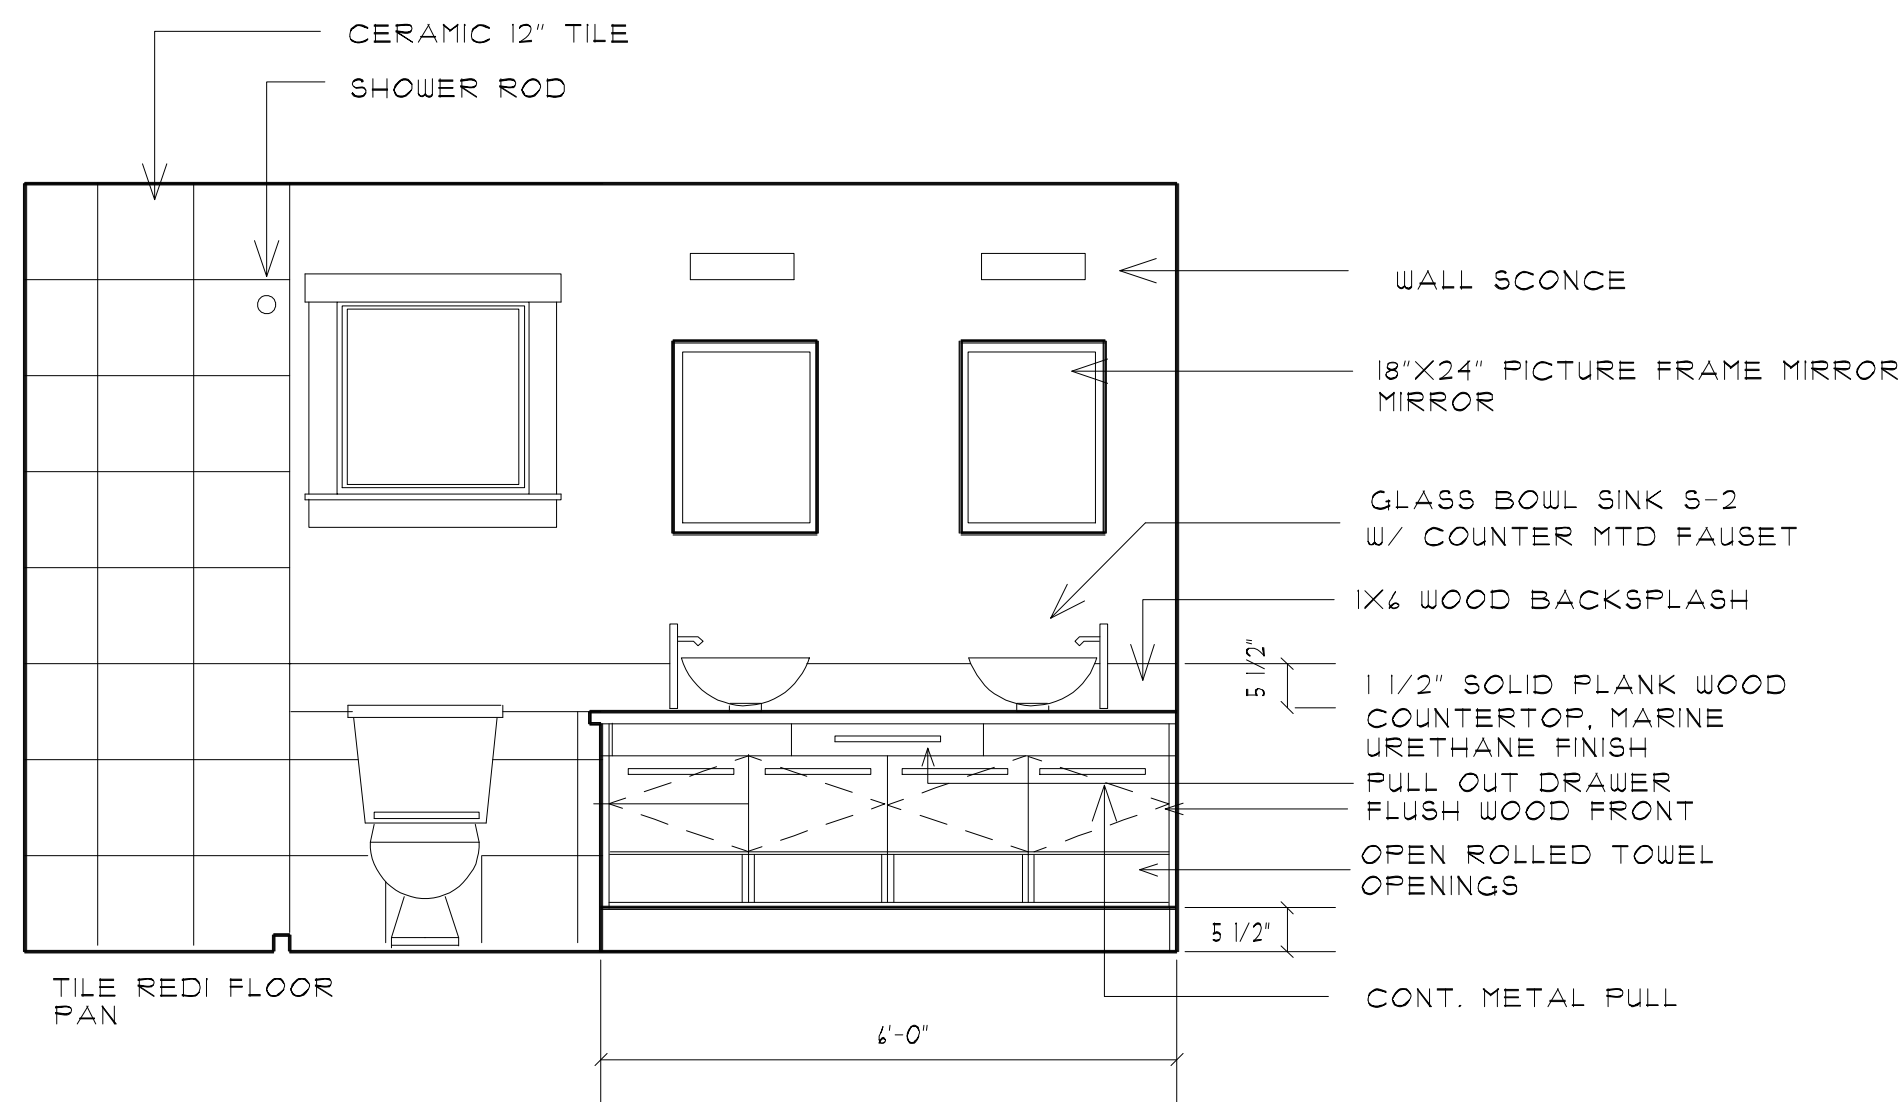 CERAMIC 12" TILE
SHOWER ROD
WALL SCONCE
18"X24" PICTURE FRAME MIRROR
MIRROR
GLASS BOWL SINK S-2
W/ COUNTER MTD FAUSET
1X6 WOOD BACKSPLASH
5 1/2"
1 1/2" SOLID PLANK WOOD
COUNTERTOP, MARINE
URETHANE FINISH
PULL OUT DRAWER
FLUSH WOOD FRONT
OPEN ROLLED TOWEL
OPENINGS
5 1/2"
TILE REDI FLOOR
PAN
CONT. METAL PULL
6'-0"